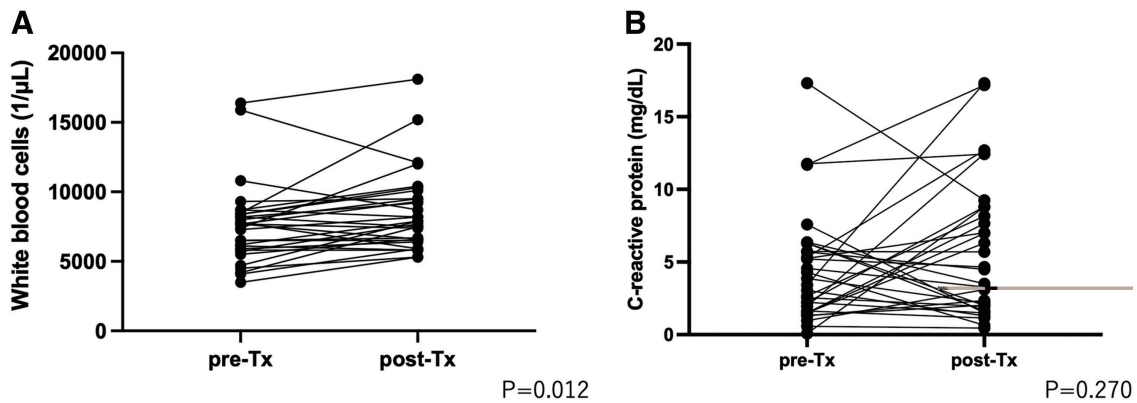 A
White blood cells (1/µL)
20000
15000
10000
5000
0
pre-Tx
post-Tx
P=0.012
B
C-reactive protein (mg/dL)
20
15
10
5
0
pre-Tx
post-Tx
P=0.270